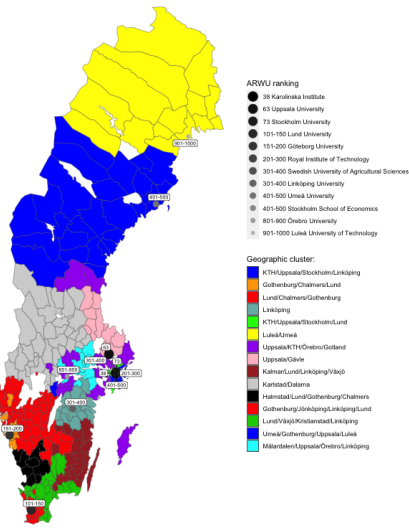 ARWU ranking
38 Karolinska Institute
63 Uppsala University
73 Stockholm University
101-150 Lund University
151-200 Göteborg University
201-300 Royal Institute of Technology
301-400 Swedish University of Agricultural Sciences
301-400 Linköping University
401-500 Umeå University
401-500 Stockholm School of Economics
801-900 Örebro University
901-1000 Luleå University of Technology
Geographic cluster:
KTH/Uppsala/Stockholm/Linköping
Gothenburg/Chalmers/Lund
Lund/Chalmers/Gothenburg
Linköping
KTH/Uppsala/Stockholm/Lund
Luleå/Umeå
Uppsala/KTH/Örebro/Gotland
Uppsala/Gävle
Kalmar/Lund/Linköping/Växjö
Karlstad/Dalarna
Halmstad/Lund/Gothenburg/Chalmers
Gothenburg/Jönköping/Linköping/Lund
Lund/Växjö/Kristianstad/Linköping
Umeå/Gothenburg/Uppsala/Luleå
Mälardalen/Uppsala/Örebro/Linköping
901-1000
401-500
63
73
301-400
801-900
38
201-300
401-500
301-400
151-200
101-150